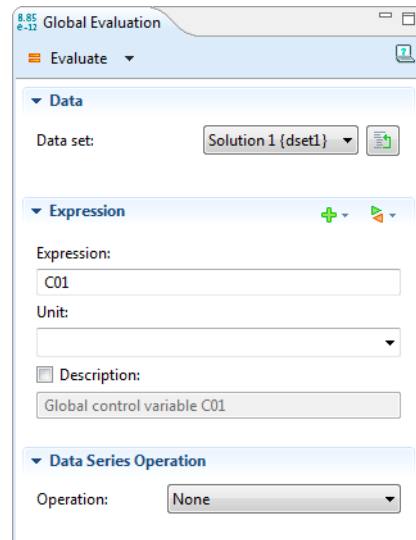 8.85
e-12
Global Evaluation
= Evaluate
Data
Data set: Solution 1 {dset1}
Expression
Expression:
C01
Unit:
Description:
Global control variable C01
Data Series Operation
Operation: None